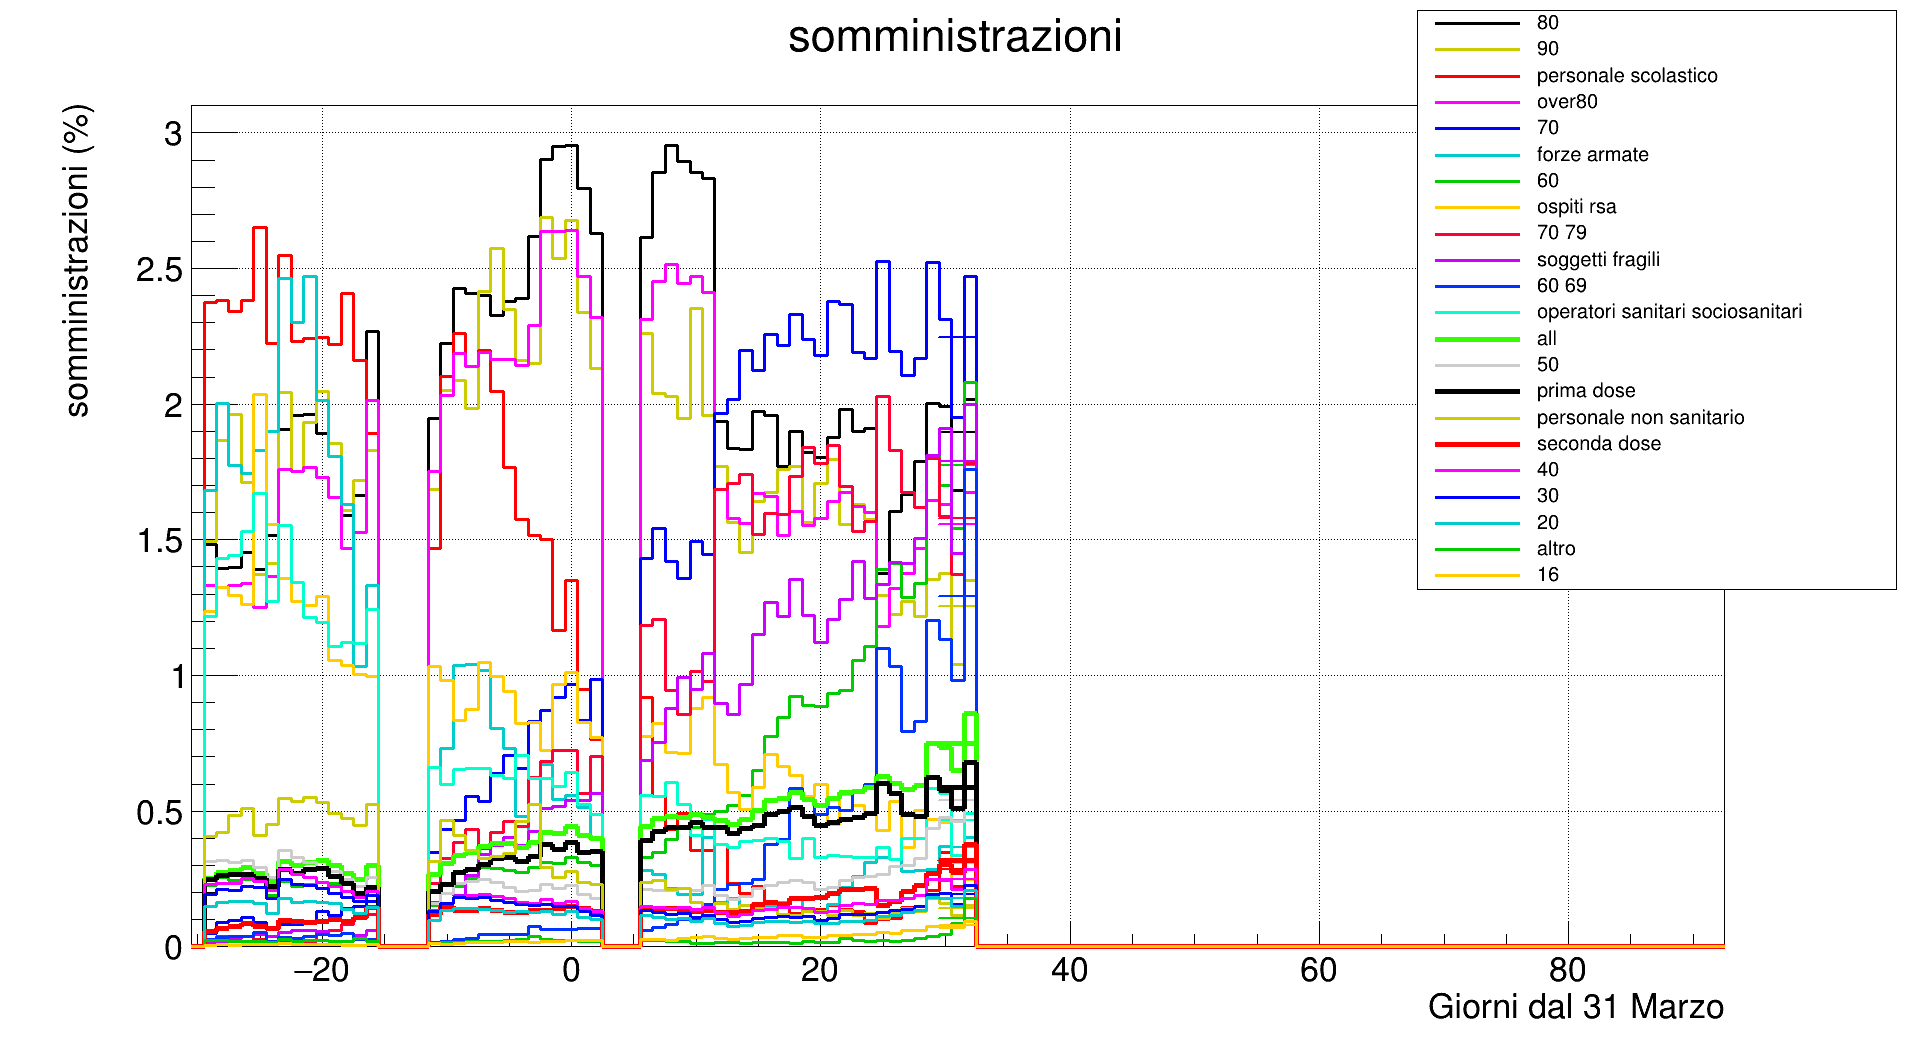 somministrazioni
80
90
personale scolastico
over80
70
forze armate
60
ospiti rsa
70 79
soggetti fragili
60 69
operatori sanitari sociosanitari
all
50
prima dose
personale non sanitario
seconda dose
40
30
20
altro
16
somministrazioni (%)
3
2.5
2
1.5
1
0.5
0
−20 0 20 40 60 80
Giorni dal 31 Marzo